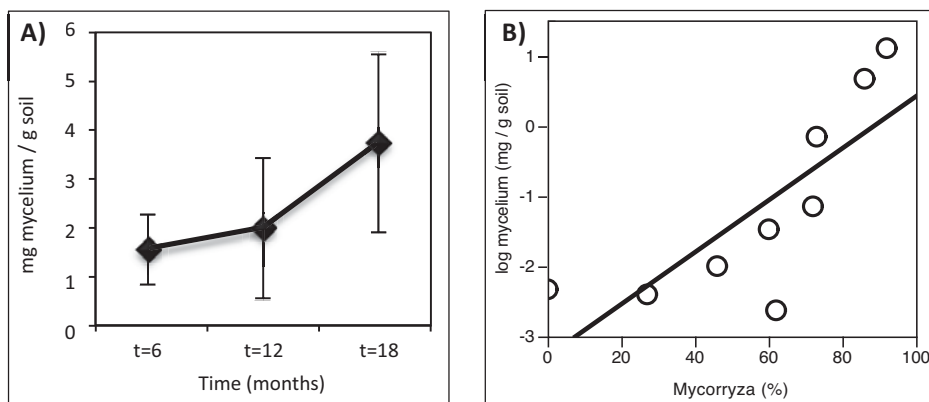 A)
mg mycelium / g soil
6
5
4
3
2
1
0
t=6 t=12 t=18
Time (months)
B)
log mycelium (mg / g soil)
1
0
-1
-2
-3
0 20 40 60 80 100
Mycorryza (%)